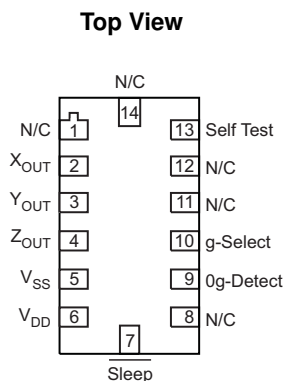 Top View
N/C
14
N/C 1 13 Self Test
XOUT 2 12 N/C
YOUT 3 11 N/C
ZOUT 4 10 g-Select
VSS 5 9 0g-Detect
VDD 6 8 N/C
7
Sleep